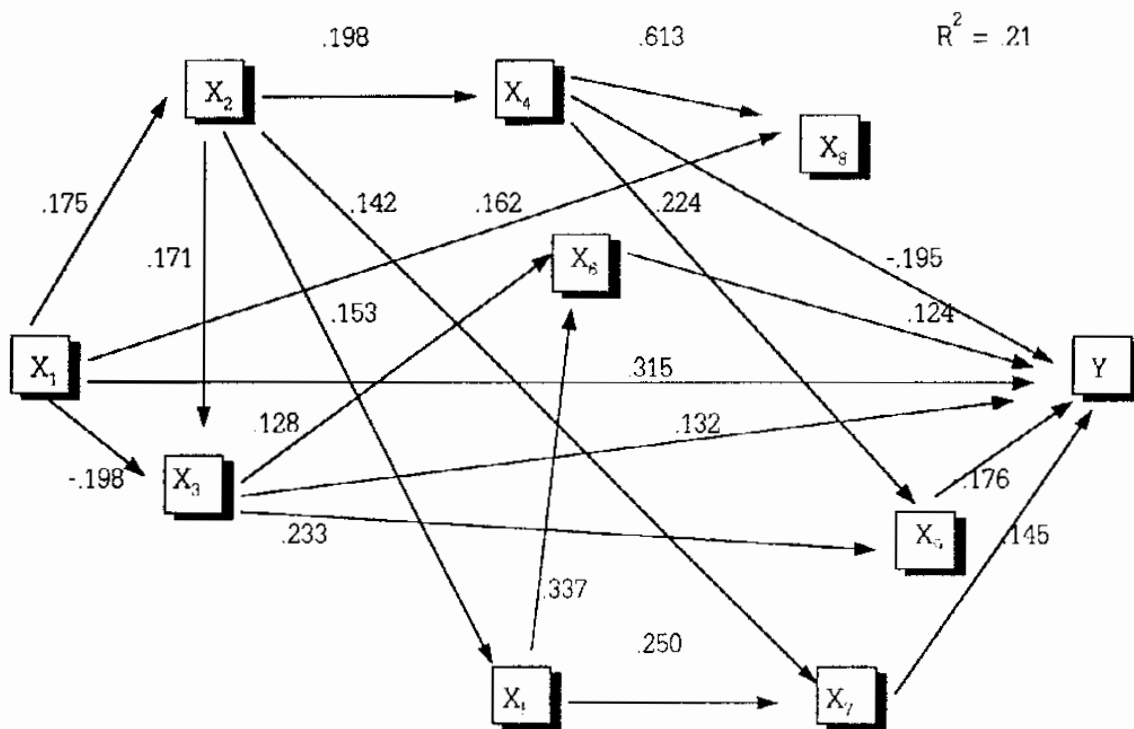 .198
.613
R² = .21
X₂
X₄
X₈
.175
.142
.162
.224
.171
X₆
-.195
.153
.124
X₁
.315
Y
.128
.132
-.198
X₃
-.176
.233
.145
.337
.250
X₇